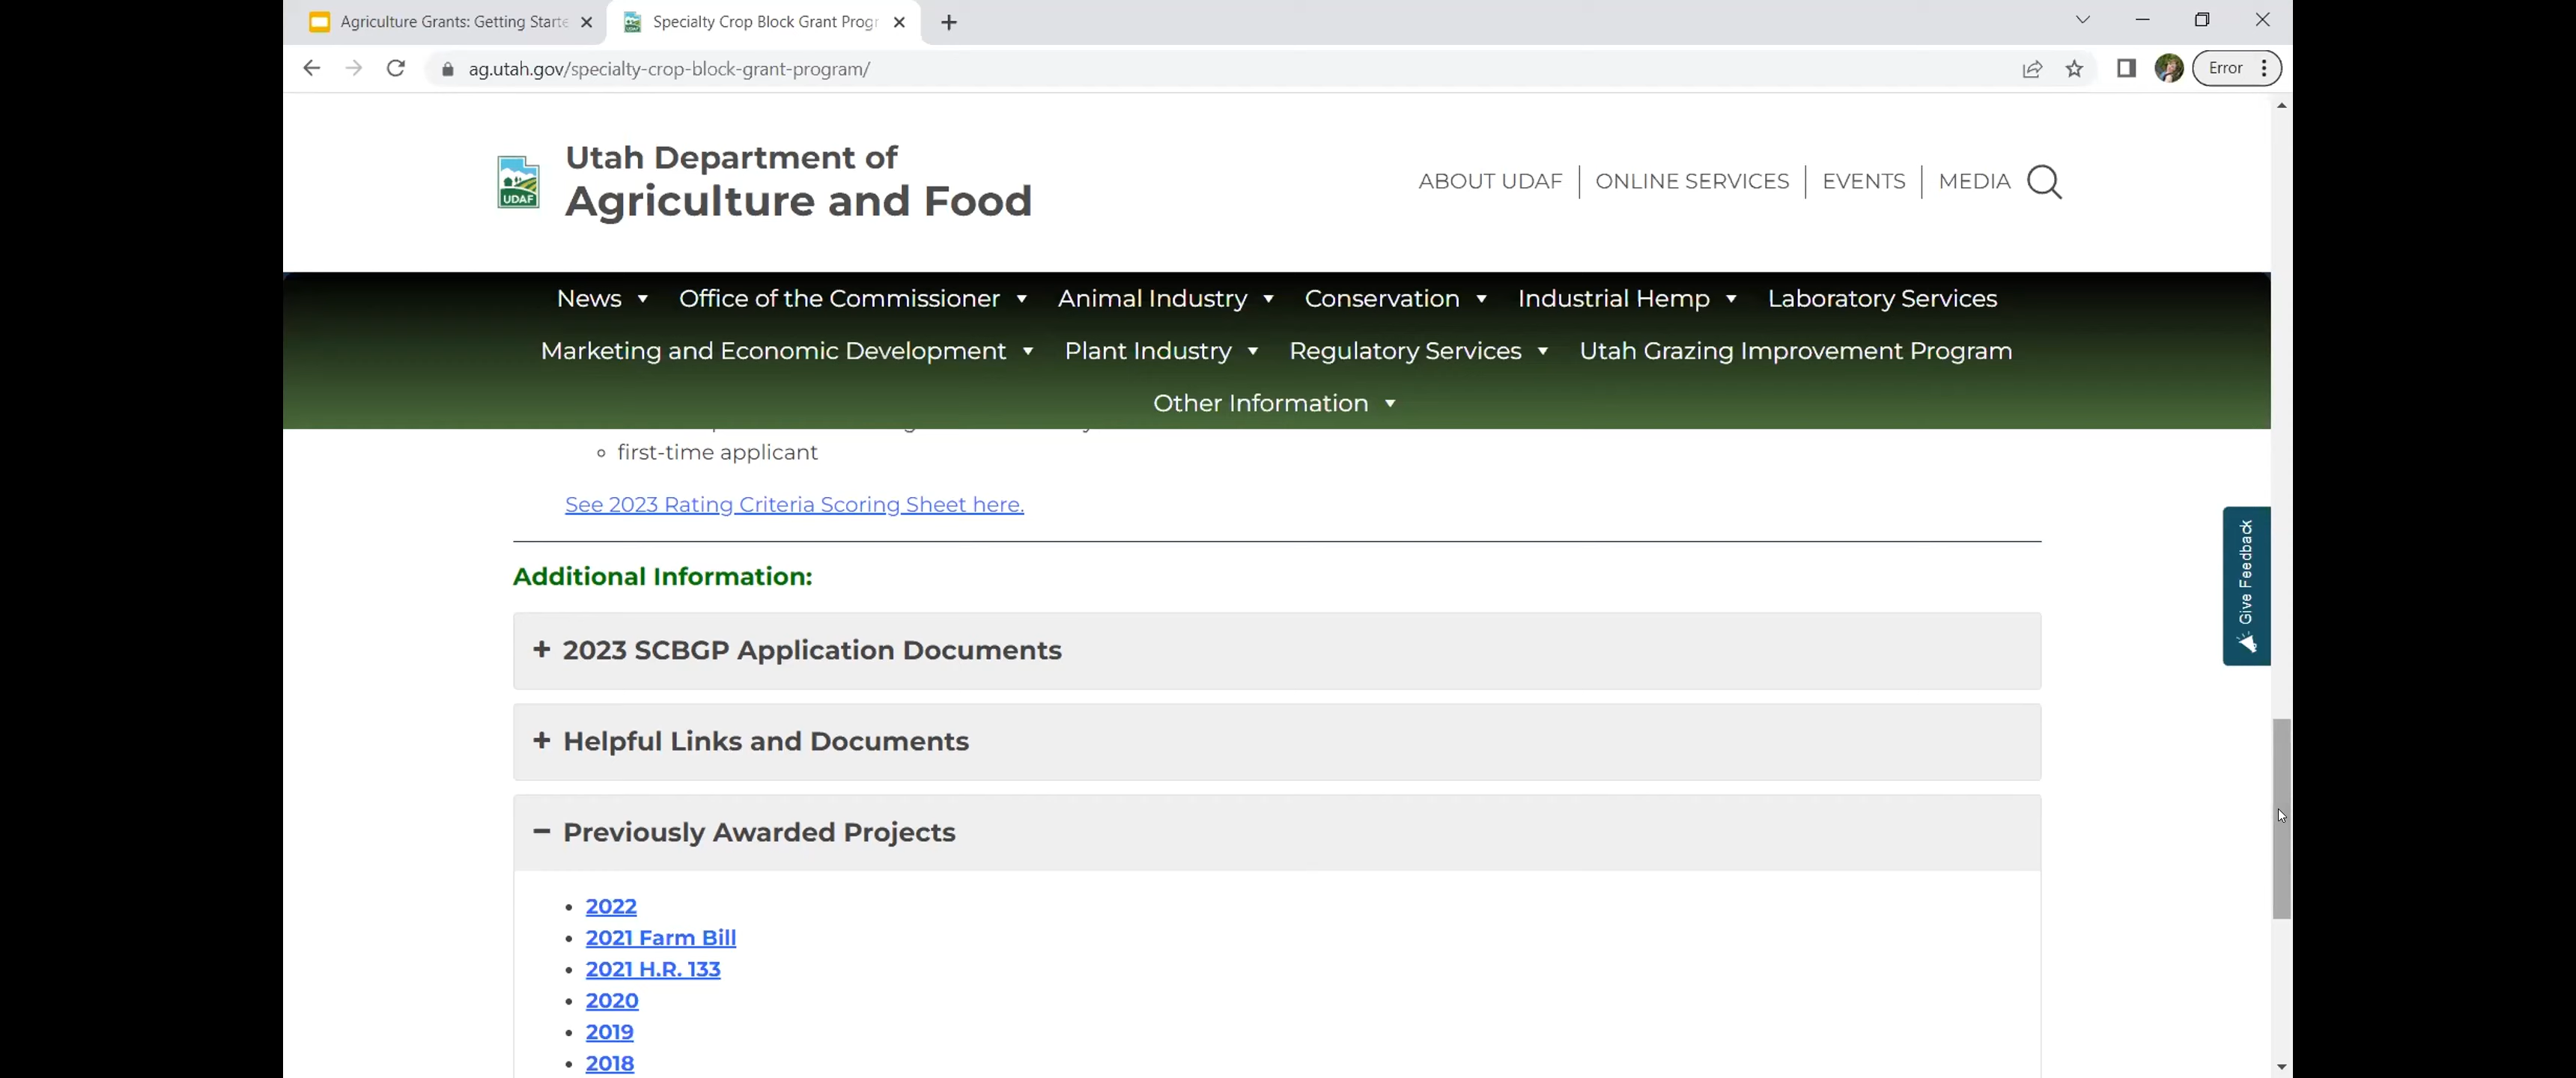 Agriculture Grants: Getting Starte
Specialty Crop Block Grant Progr
ag.utah.gov/specialty-crop-block-grant-program/
Error
UDAF
Utah Department of
Agriculture and Food
ABOUT UDAF
ONLINE SERVICES
EVENTS
MEDIA
News
Office of the Commissioner
Animal Industry
Conservation
Industrial Hemp
Laboratory Services
Marketing and Economic Development
Plant Industry
Regulatory Services
Utah Grazing Improvement Program
Other Information
first-time applicant
See 2023 Rating Criteria Scoring Sheet here.
Give Feedback
Additional Information:
+ 2023 SCBGP Application Documents
+ Helpful Links and Documents
− Previously Awarded Projects
• 2022
• 2021 Farm Bill
• 2021 H.R. 133
• 2020
• 2019
• 2018